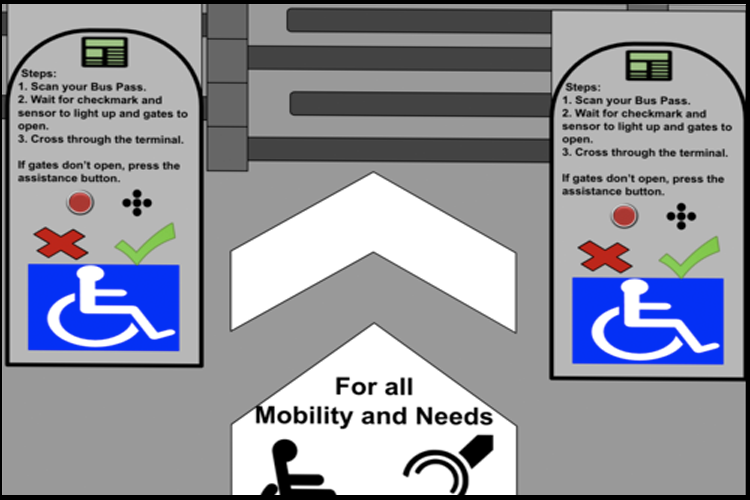 Steps:
1. Scan your Bus Pass.
2. Wait for checkmark and
sensor to light up and gates to
open.
3. Cross through the terminal.
If gates don't open, press the
assistance button.
Steps:
1. Scan your Bus Pass.
2. Wait for checkmark and
sensor to light up and gates to
open.
3. Cross through the terminal.
If gates don't open, press the
assistance button.
For all
Mobility and Needs